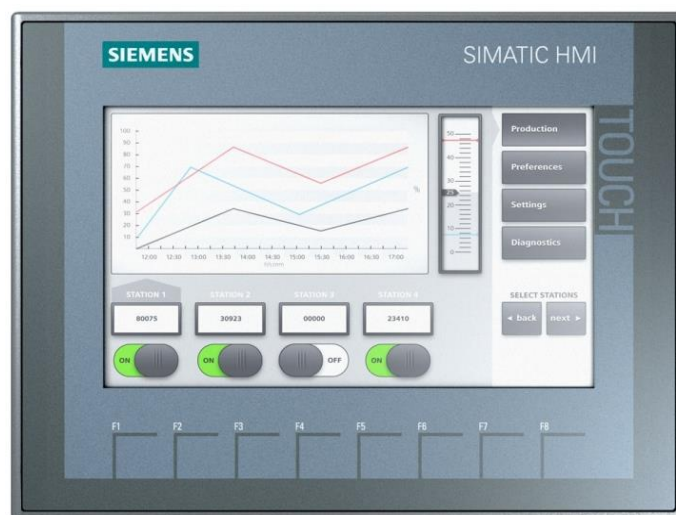 SIEMENS
SIMATIC HMI
TOUCH
100
90
80
70
60
50
40
30
20
10
%
12:00 12:30 13:00 13:30 14:00 14:30 15:00 15:30 16:00 16:30 17:00
50
40
30
25
20
10
0
Production
Preferences
Settings
Diagnostics
STATION 1 STATION 2 STATION 3 STATION 4
80075 30923 00000 23410
ON ON OFF ON
SELECT STATIONS
◄ back next ►
F1 F2 F3 F4 F5 F6 F7 F8